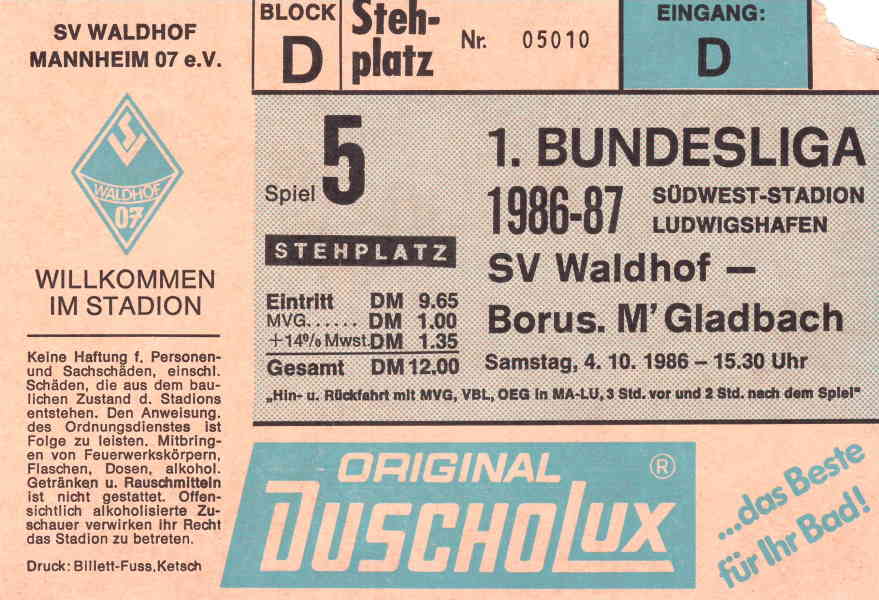 SV WALDHOF
MANNHEIM 07 e.V.
SV
WALDHOF
07
WILLKOMMEN
IM STADION
Keine Haftung f. Personen-
und Sachschäden, einschl.
Schäden, die aus dem bau-
lichen Zustand d. Stadions
entstehen. Den Anweisung.
des Ordnungsdienstes ist
Folge zu leisten. Mitbring-
en von Feuerwerkskörpern,
Flaschen, Dosen, alkohol.
Getränken u. Rauschmitteln
ist nicht gestattet. Offen-
sichtlich alkoholisierte Zu-
schauer verwirken ihr Recht
das Stadion zu betreten.
Druck: Billett-Fuss, Ketsch
BLOCK
D
Steh-
platz
Nr. 05010
EINGANG:
D
Spiel 5
STEHPLATZ
Eintritt DM 9.65
MVG...... DM 1.00
+14% Mwst. DM 1.35
Gesamt DM 12.00
1. BUNDESLIGA
1986-87
SÜDWEST-STADION
LUDWIGSHAFEN
SV Waldhof –
Borus. M'Gladbach
Samstag, 4. 10. 1986 – 15.30 Uhr
„Hin- u. Rückfahrt mit MVG, VBL, OEG in MA-LU, 3 Std. vor und 2 Std. nach dem Spiel"
ORIGINAL ®
DUSCHOLUX
...das Beste
für Ihr Bad!